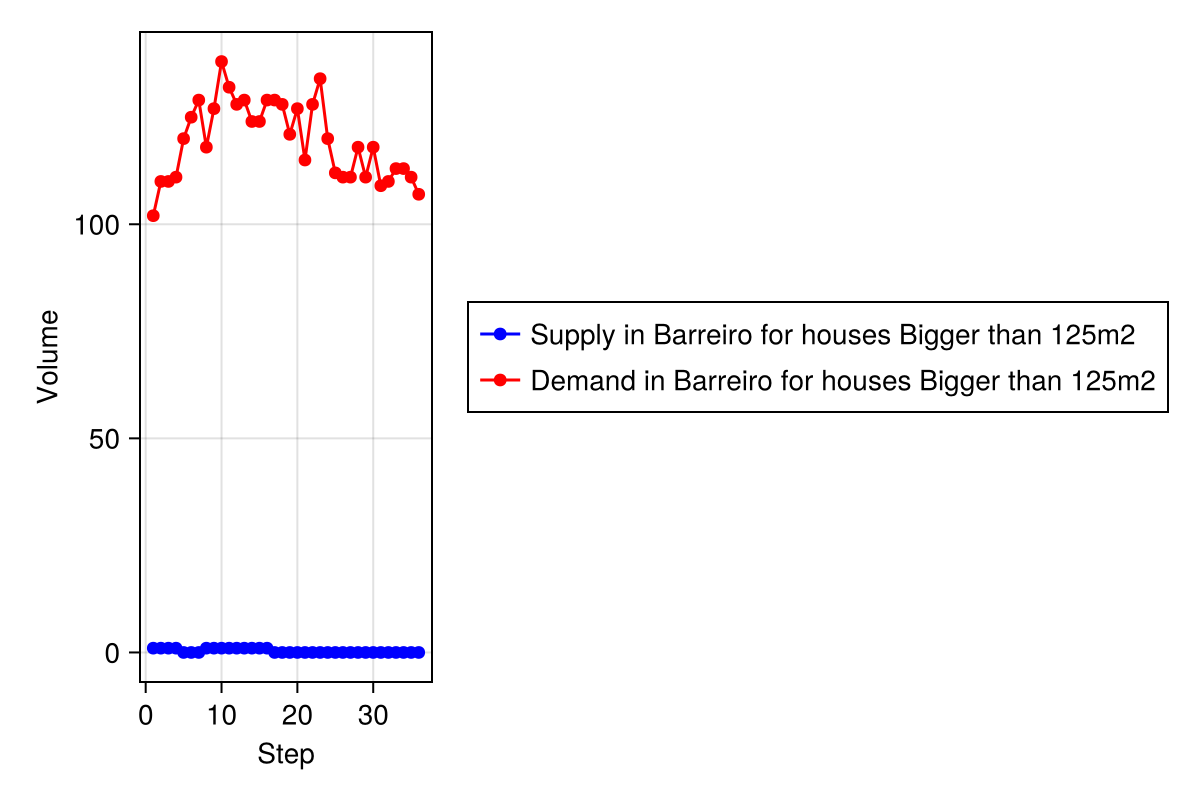 Volume
100
50
0
0 10 20 30
Step
Supply in Barreiro for houses Bigger than 125m2
Demand in Barreiro for houses Bigger than 125m2